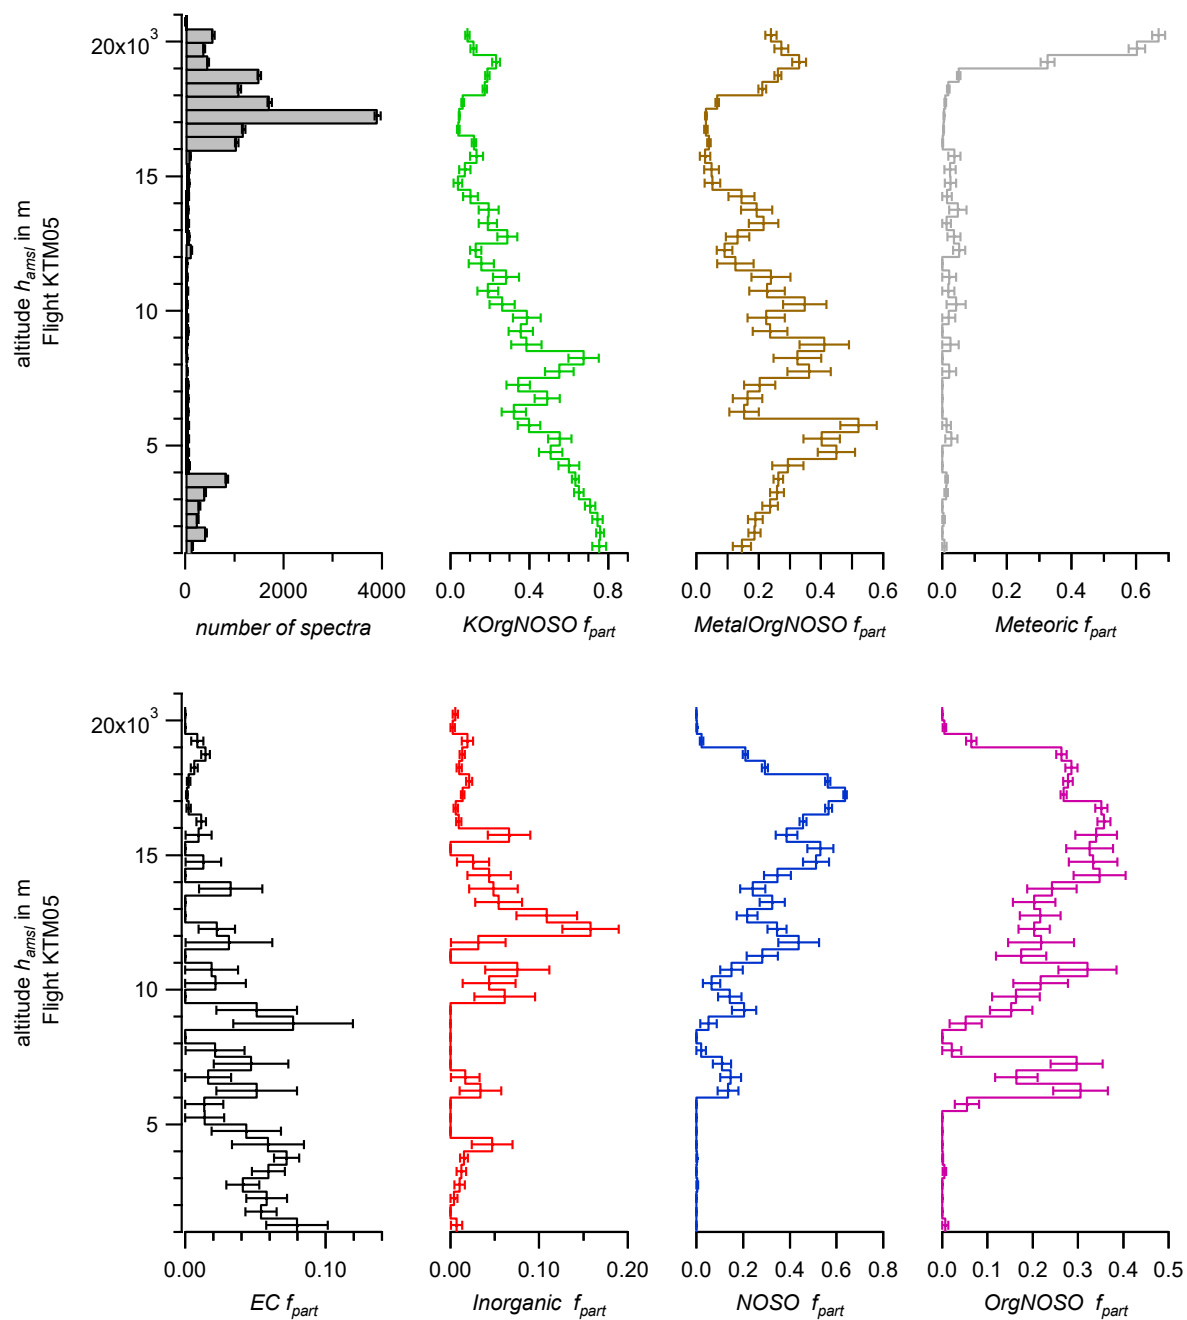 20x10³
15
10
5
altitude h_amsl in m
Flight KTM05
0 2000 4000
number of spectra
0.0 0.4 0.8
KOrgNOSO f_part
0.0 0.2 0.4 0.6
MetalOrgNOSO f_part
0.0 0.2 0.4 0.6
Meteoric f_part
20x10³
15
10
5
altitude h_amsl in m
Flight KTM05
0.00 0.10
EC f_part
0.00 0.10 0.20
Inorganic f_part
0.0 0.2 0.4 0.6 0.8
NOSO f_part
0.0 0.1 0.2 0.3 0.4 0.5
OrgNOSO f_part